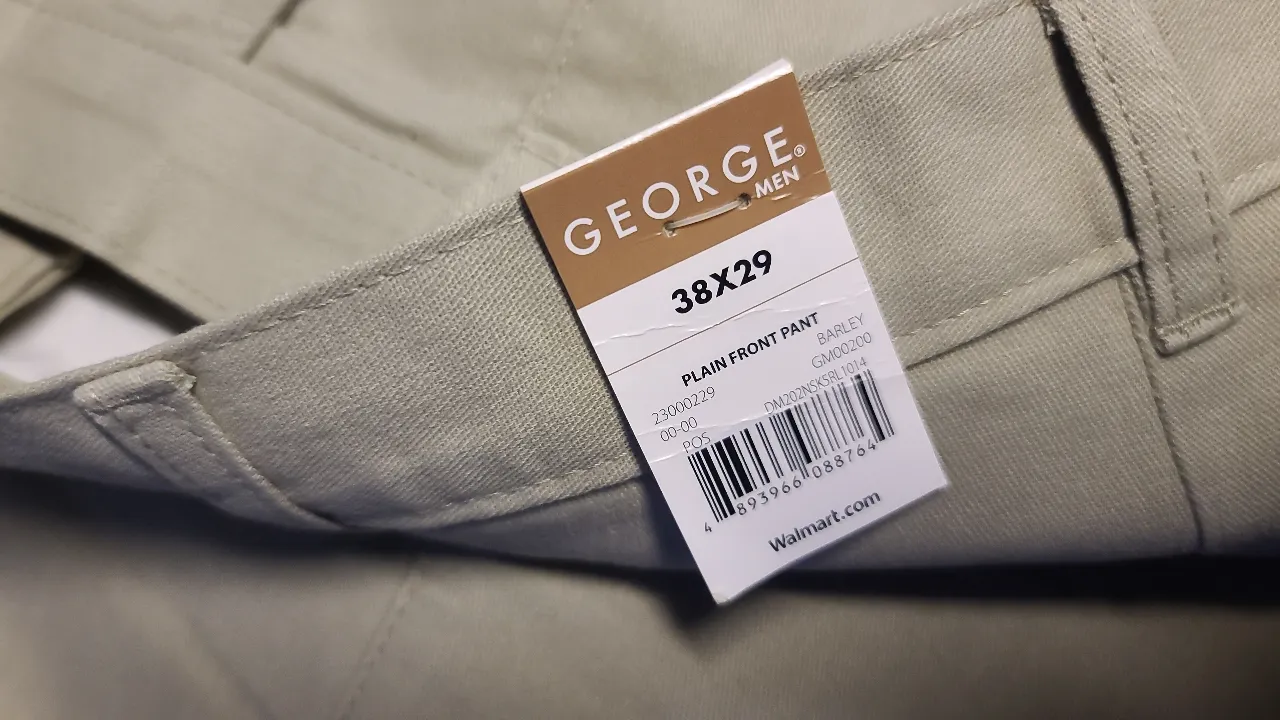 GEORGE®
MEN
38X29
PLAIN FRONT PANT
23000229 BARLEY
00-00 GM00200
POS DM202NSKSRL1014
4 893966 088764
Walmart.com